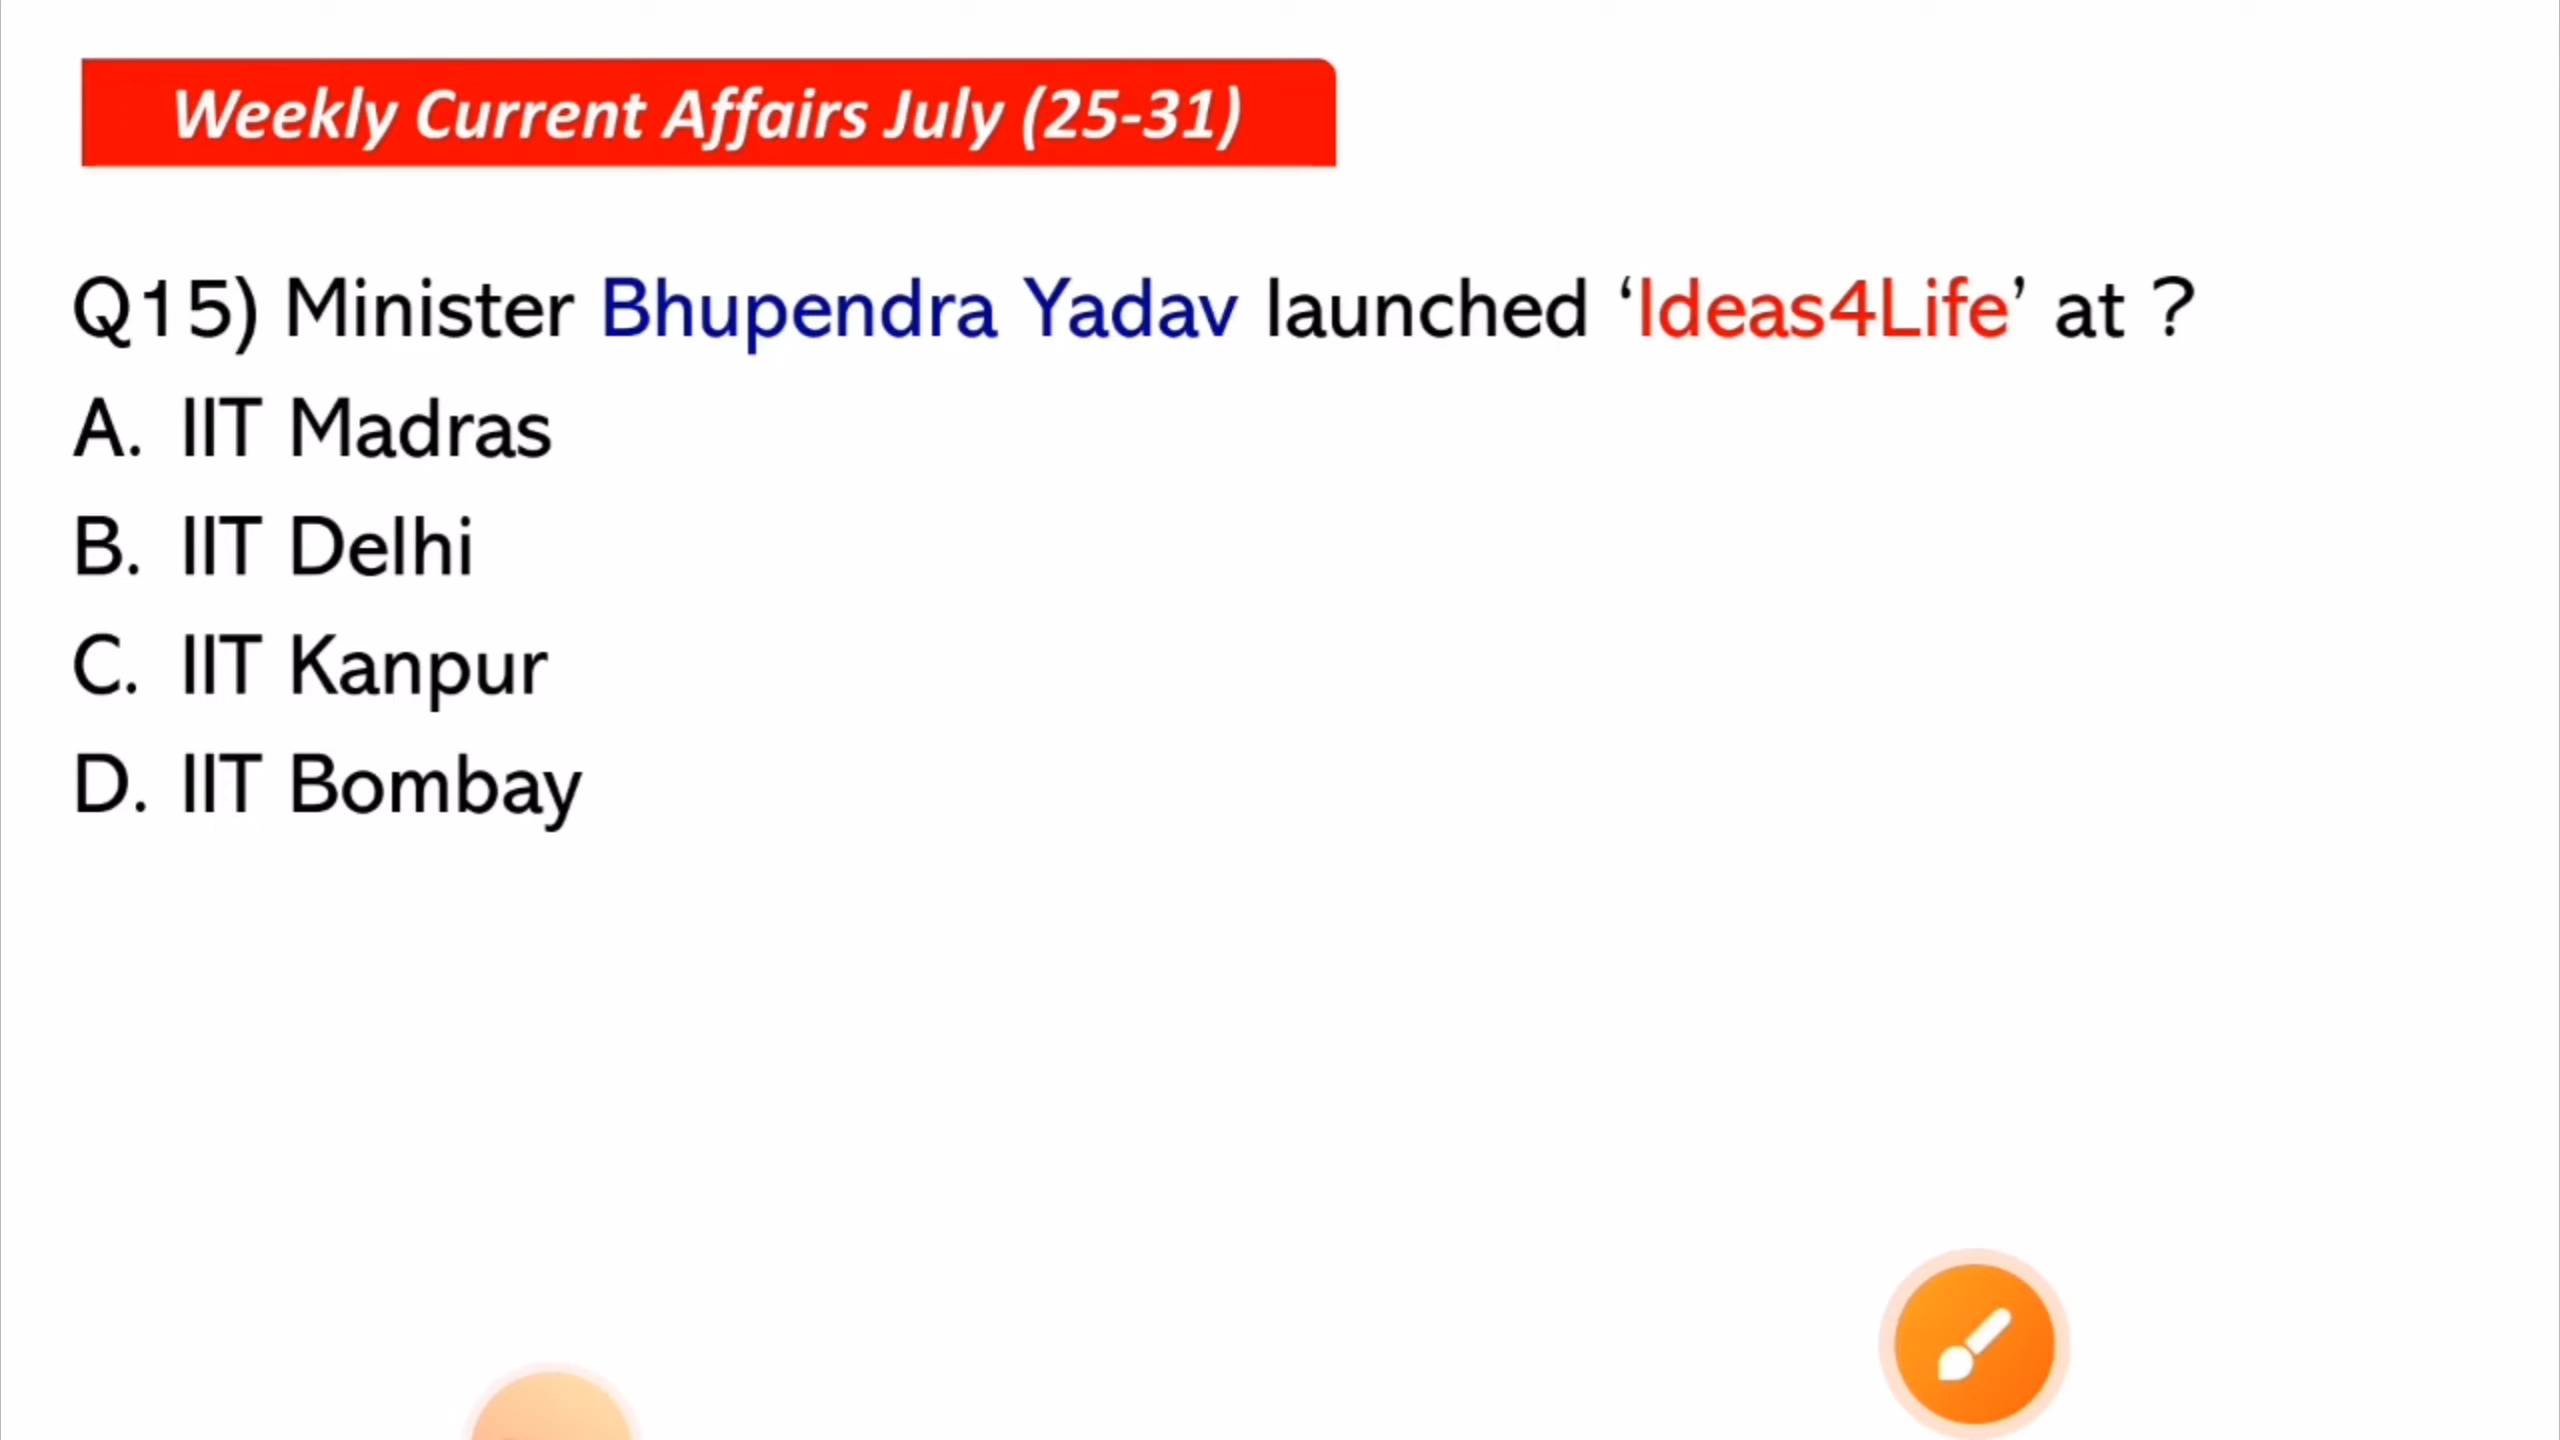 Weekly Current Affairs July (25-31)
Q15) Minister Bhupendra Yadav launched ‘Ideas4Life’ at ?
A. IIT Madras
B. IIT Delhi
C. IIT Kanpur
D. IIT Bombay